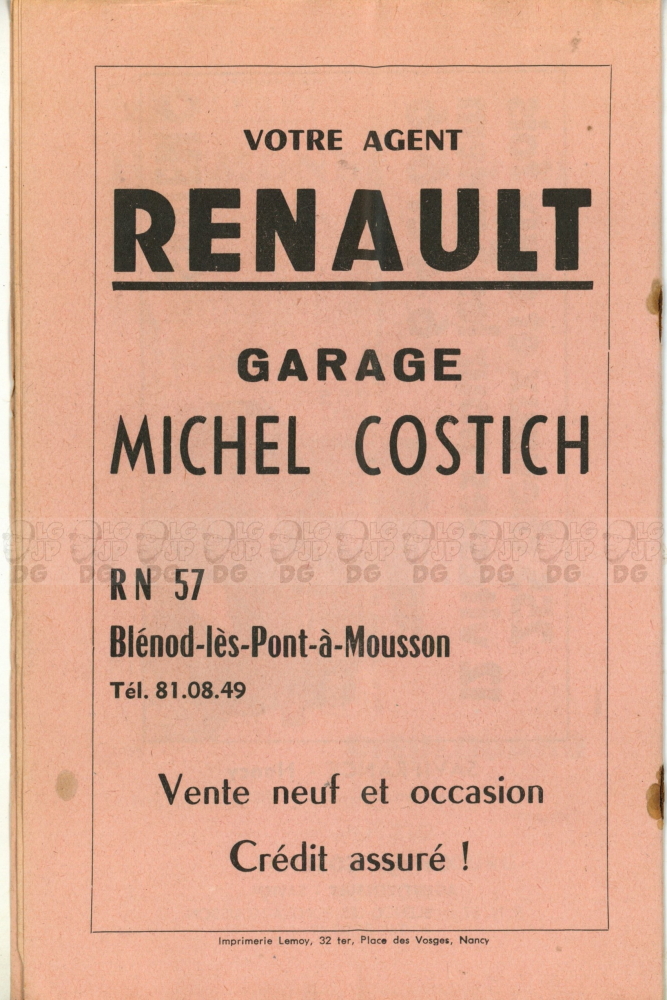 VOTRE AGENT
RENAULT
GARAGE
MICHEL COSTICH
RN 57
Blénod-lès-Pont-à-Mousson
Tél. 81.08.49
Vente neuf et occasion
Crédit assuré !
Imprimerie Lemoy, 32 ter, Place des Vosges, Nancy